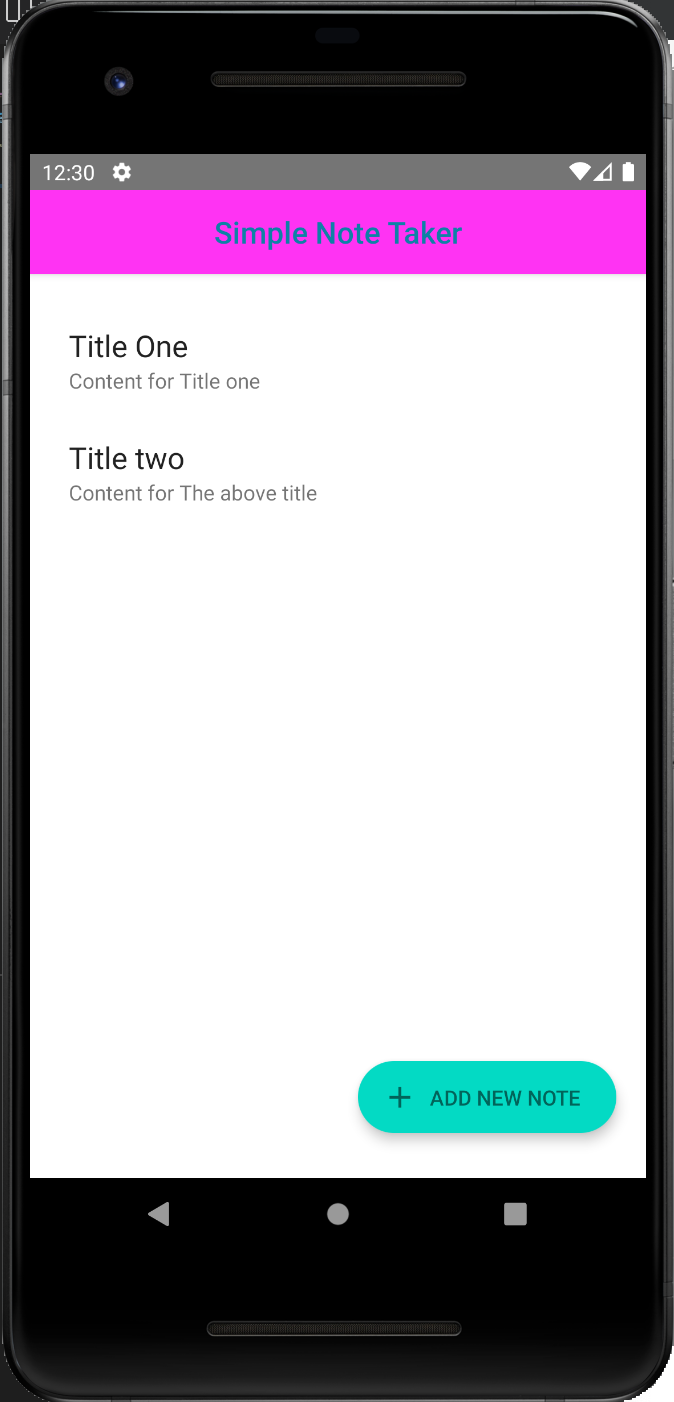 12:30
Simple Note Taker
Title One
Content for Title one
Title two
Content for The above title
ADD NEW NOTE